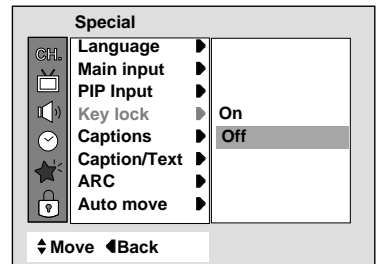 Special
CH.
Language
Main input
PIP Input
Key lock
On
Captions
Off
Caption/Text
ARC
Auto move
Move Back